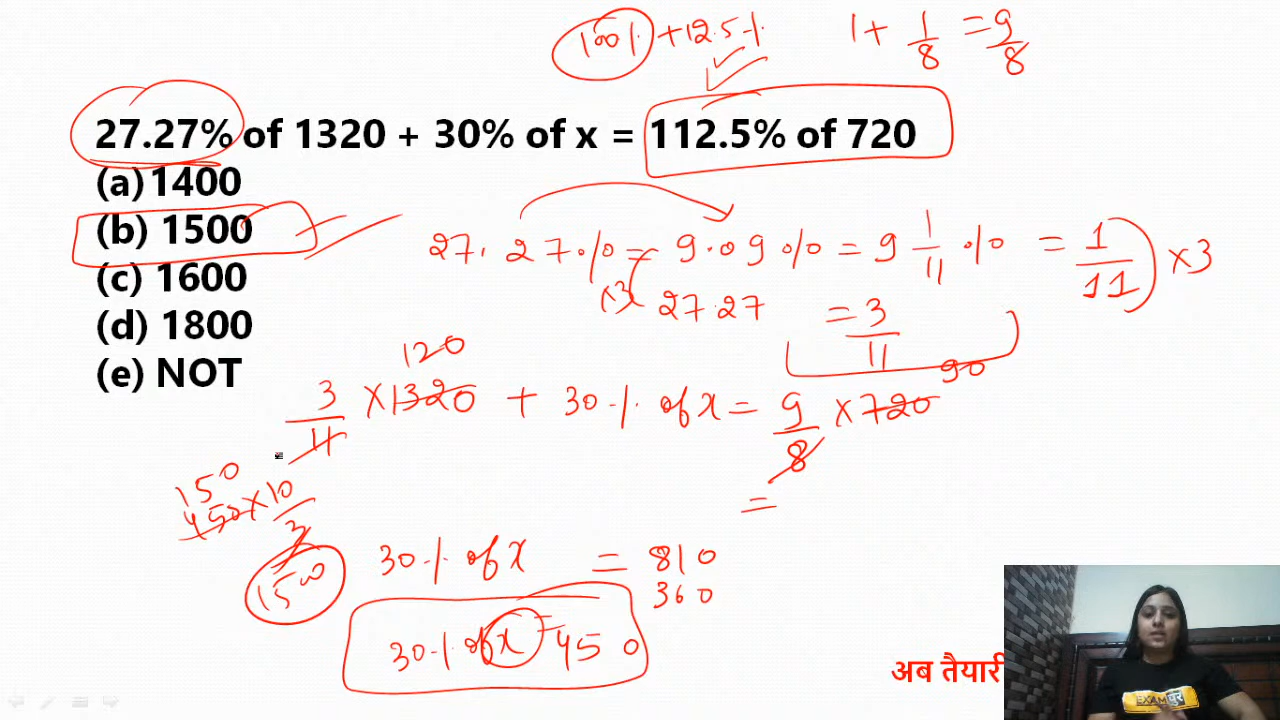 100% + 12.5% 1 + 1/8 = 9/8
27.27% of 1320 + 30% of x = 112.5% of 720
(a) 1400
(b) 1500
(c) 1600
(d) 1800
(e) NOT
27.27% = 9.09% = 9 1/11 % = 1/11 ) x3
x3 27.27 = 3/11
120 90
3/11 x 1320 + 30% of x = 9/8 x 720
=
150
450 x 10/3
1500
30% of x = 810
360
30% of x = 450
अब तैयारी
EXAMपुर